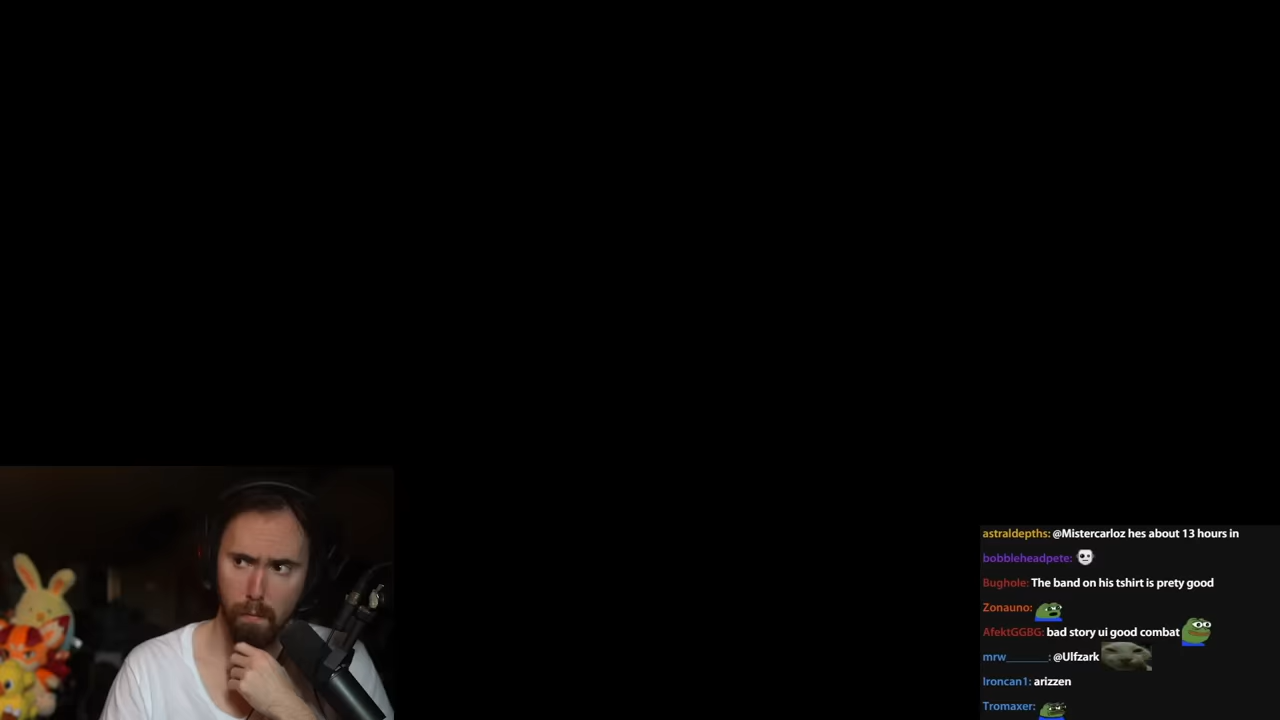 astraldepths: @Mistercarloz hes about 13 hours in
bobbleheadpete:
Bughole: The band on his tshirt is prety good
Zonauno:
AfektGGBG: bad story ui good combat
mrw_______: @Ulfzark
Ironcan1: arizzen
Tromaxer: